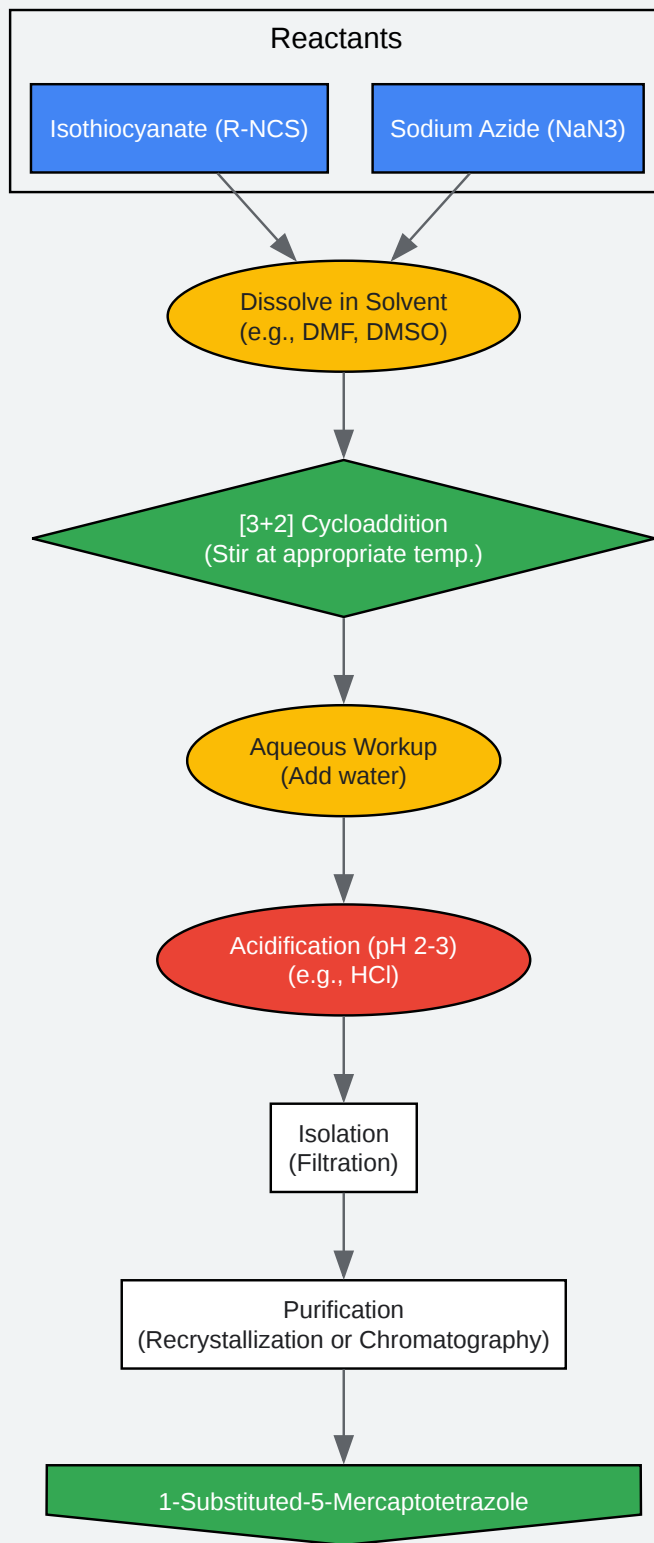 Reactants
Isothiocyanate (R-NCS)
Sodium Azide (NaN3)
Dissolve in Solvent
(e.g., DMF, DMSO)
[3+2] Cycloaddition
(Stir at appropriate temp.)
Aqueous Workup
(Add water)
Acidification (pH 2-3)
(e.g., HCl)
Isolation
(Filtration)
Purification
(Recrystallization or Chromatography)
1-Substituted-5-Mercaptotetrazole